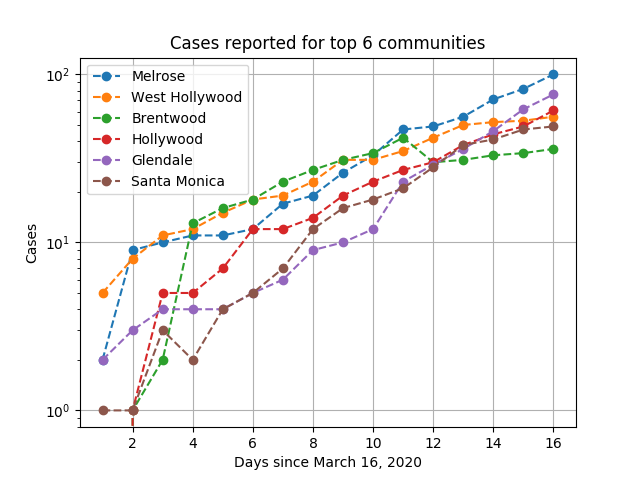 Cases reported for top 6 communities
Melrose
West Hollywood
Brentwood
Hollywood
Glendale
Santa Monica
10²
10¹
10⁰
Cases
2 4 6 8 10 12 14 16
Days since March 16, 2020